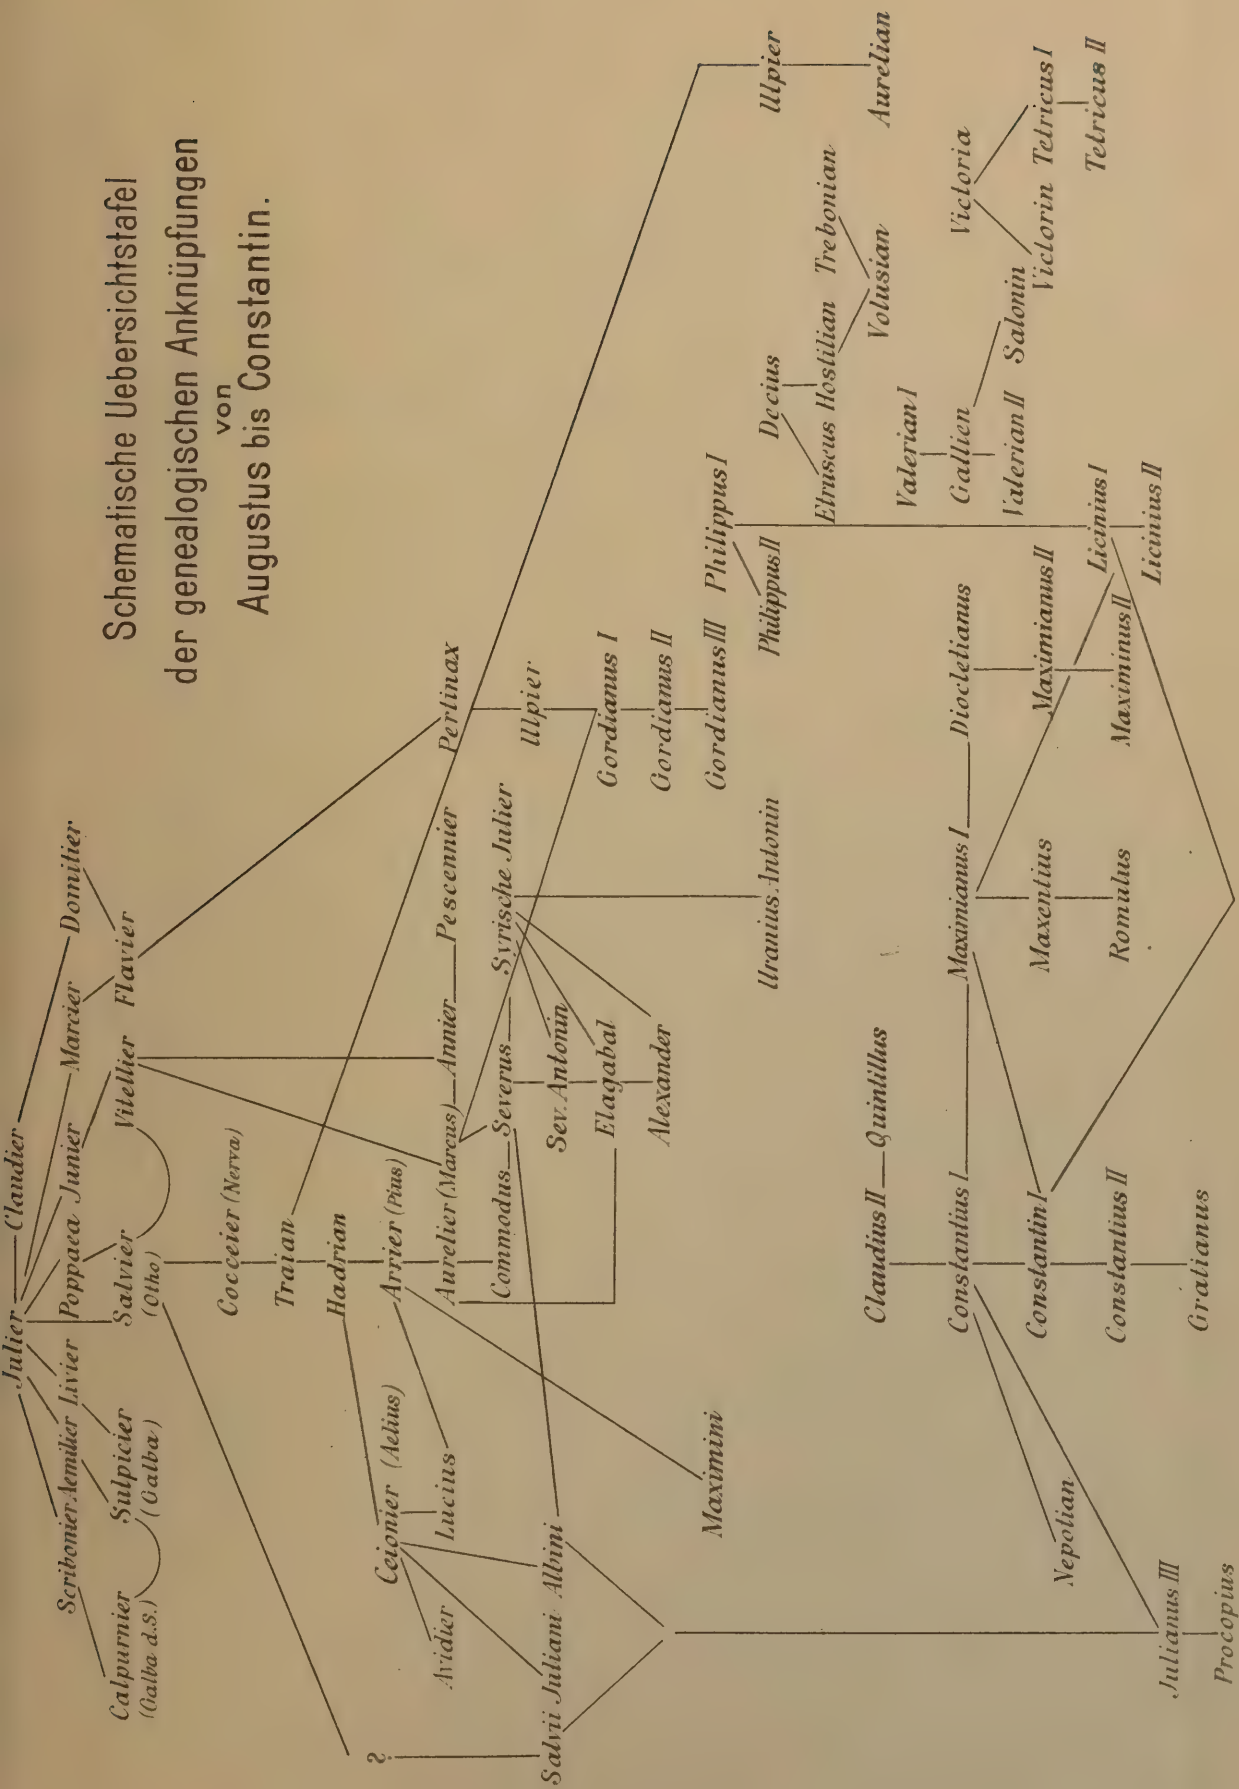 Schematische Uebersichtstafel
der genealogischen Anknüpfungen
von
Augustus bis Constantin.
Julier Claudier
Scribonier Aemilier Livier Poppaea Junier Marcier Domitier
Calpurnier Sulpicier Salvier Vitellier Flavier
(Galba d.S.) (Galba) (Otho)
Cocceier (Nerva)
Traian
? Hadrian
Ceionier (Aelius) Arrier (Pius)
Avidier Lucius Aurelier (Marcus) Annier Pescennier Pertinax
Commodus Severus Syrische Julier Ulpier
Salvii Juliani Albini Sev. Antonin
Elagabal Gordianus I
Alexander Gordianus II
Maximini Gordianus III Philippus I
Uranius Antonin Philippus II Decius Ulpier
Etruscus Hostilian Trebonian
Claudius II Quintillus Volusian Aurelian
Valerian I
Constantius I Maximianus I Diocletianus Gallien Victoria
Valerian II Salonin
Nepotian Constantin I Maxentius Maximianus II Victorin Tetricus I
Licinius I Tetricus II
Constantius II Romulus Maximinus II
Julianus III Licinius II
Gratianus
Procopius